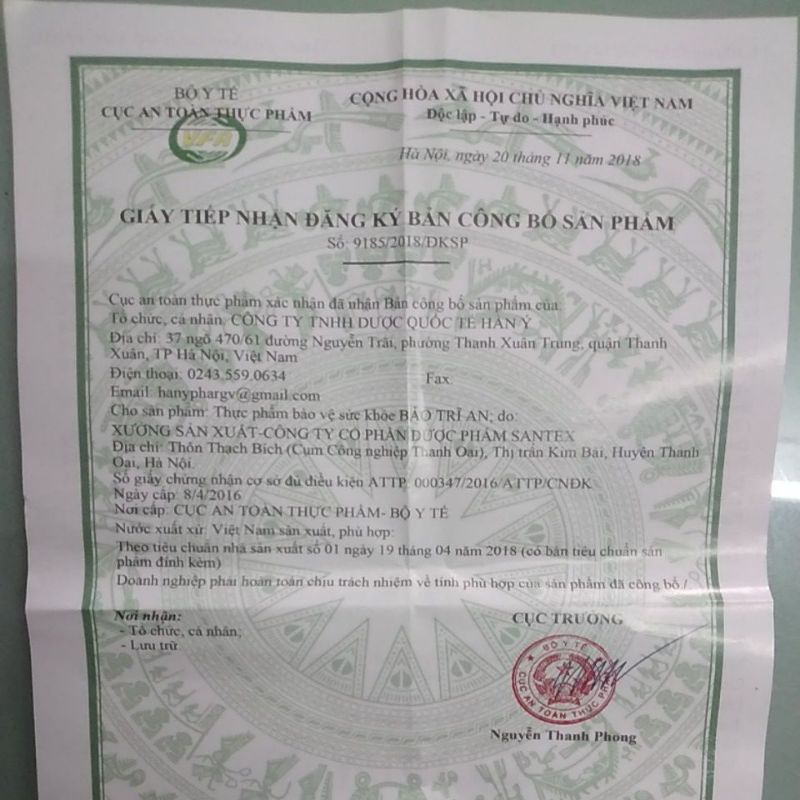 BỘ Y TẾ
CỤC AN TOÀN THỰC PHẨM
VFA
CỘNG HÒA XÃ HỘI CHỦ NGHĨA VIỆT NAM
Độc lập - Tự do - Hạnh phúc
Hà Nội, ngày 20 tháng 11 năm 2018
GIẤY TIẾP NHẬN ĐĂNG KÝ BẢN CÔNG BỐ SẢN PHẨM
Số: 9185/2018/ĐKSP
Cục an toàn thực phẩm xác nhận đã nhận Bản công bố sản phẩm của:
Tổ chức, cá nhân: CÔNG TY TNHH DƯỢC QUỐC TẾ HÀN Ý
Địa chỉ: 37 ngõ 470/61 đường Nguyễn Trãi, phường Thanh Xuân Trung, quận Thanh
Xuân, TP Hà Nội, Việt Nam
Điện thoại: 0243.559.0634 Fax:
Email: hanyphargv@gmail.com
Cho sản phẩm: Thực phẩm bảo vệ sức khỏe BẢO TRĨ AN; do:
XƯỞNG SẢN XUẤT-CÔNG TY CỔ PHẦN DƯỢC PHẨM SANTEX
Địa chỉ: Thôn Thạch Bích (Cụm Công nghiệp Thanh Oai), Thị trấn Kim Bài, Huyện Thanh
Oai, Hà Nội.
Số giấy chứng nhận cơ sở đủ điều kiện ATTP: 000347/2016/ATTP/CNĐK
Ngày cấp: 8/4/2016
Nơi cấp: CỤC AN TOÀN THỰC PHẨM- BỘ Y TẾ
Nước xuất xứ: Việt Nam sản xuất, phù hợp:
Theo tiêu chuẩn nhà sản xuất số 01 ngày 19 tháng 04 năm 2018 (có bản tiêu chuẩn sản
phẩm đính kèm)
Doanh nghiệp phải hoàn toàn chịu trách nhiệm về tính phù hợp của sản phẩm đã công bố./.
Nơi nhận:
- Tổ chức, cá nhân;
- Lưu trữ.
CỤC TRƯỞNG
BỘ Y TẾ
CỤC AN TOÀN THỰC PHẨM
Nguyễn Thanh Phong